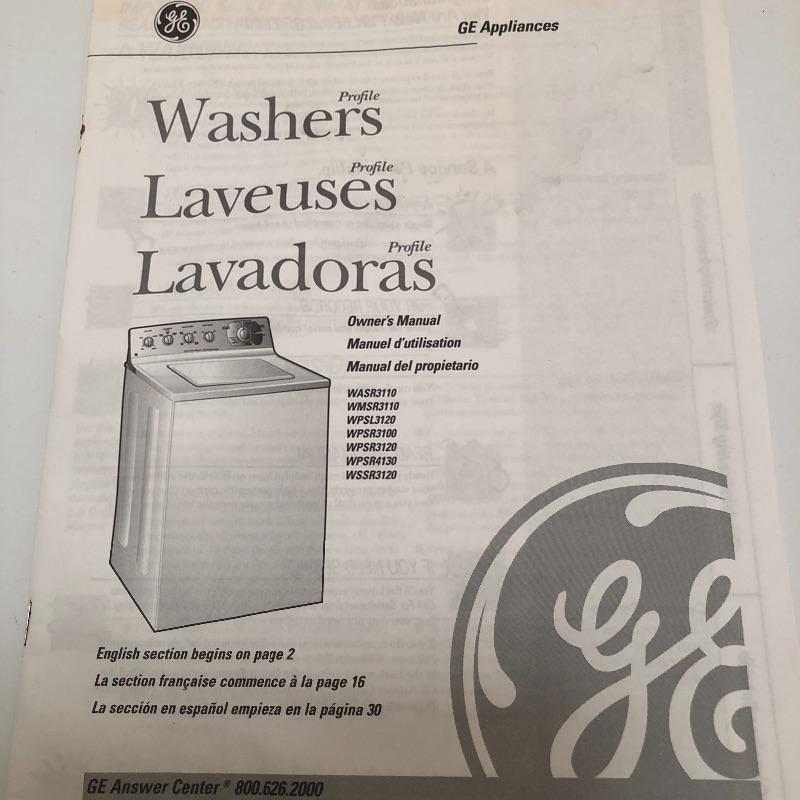 GE
GE Appliances
Profile
Washers
Profile
Laveuses
Profile
Lavadoras
Owner's Manual
Manuel d'utilisation
Manual del propietario
WASR3110
WMSR3110
WPSL3120
WPSR3100
WPSR3120
WPSR4130
WSSR3120
English section begins on page 2
La section française commence à la page 16
La sección en español empieza en la página 30
GE
GE Answer Center® 800.626.2000